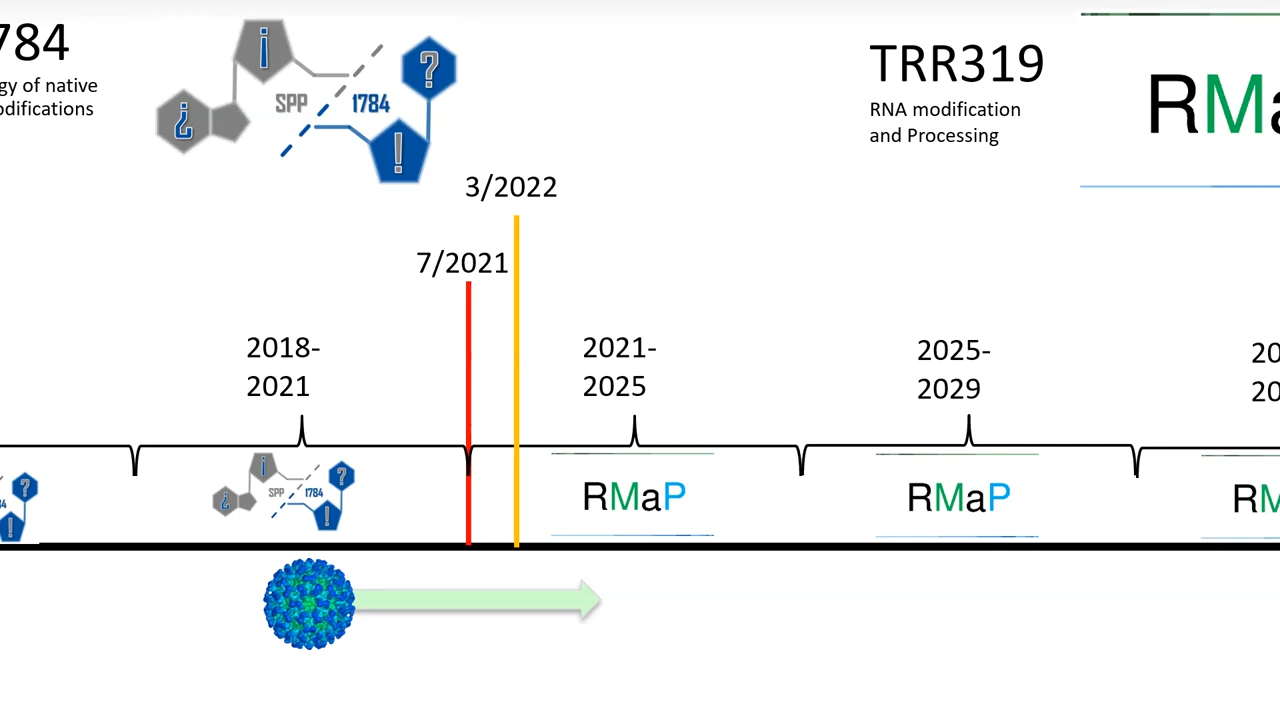 784
gy of native
odifications
¿
i
SPP
1784
?
!
TRR319
RNA modification
and Processing
RMa
3/2022
7/2021
2018-
2021
2021-
2025
2025-
2029
20
20
?
4
!
¿
i
SPP
1784
?
!
RMaP
RMaP
RM